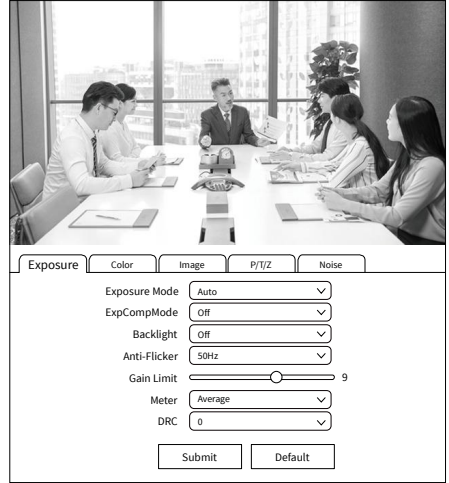 Exposure Color Image P/T/Z Noise
Exposure Mode Auto
ExpCompMode Off
Backlight Off
Anti-Flicker 50Hz
Gain Limit 9
Meter Average
DRC 0
Submit Default